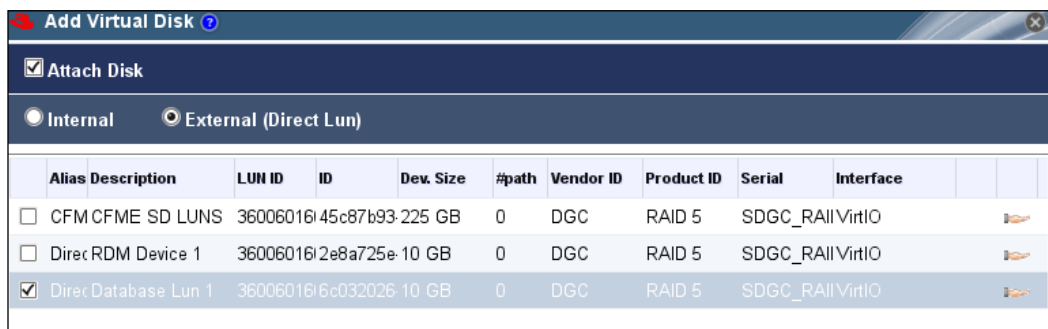 Add Virtual Disk ?
Attach Disk
Internal External (Direct Lun)
Alias Description LUN ID ID Dev. Size #path Vendor ID Product ID Serial Interface
CFM CFME SD LUNS 36006016 45c87b93- 225 GB 0 DGC RAID 5 SDGC_RAI VirtIO
Direc RDM Device 1 36006016 2e8a725e- 10 GB 0 DGC RAID 5 SDGC_RAI VirtIO
Direc Database Lun 1 36006016 6c032026- 10 GB 0 DGC RAID 5 SDGC_RAI VirtIO